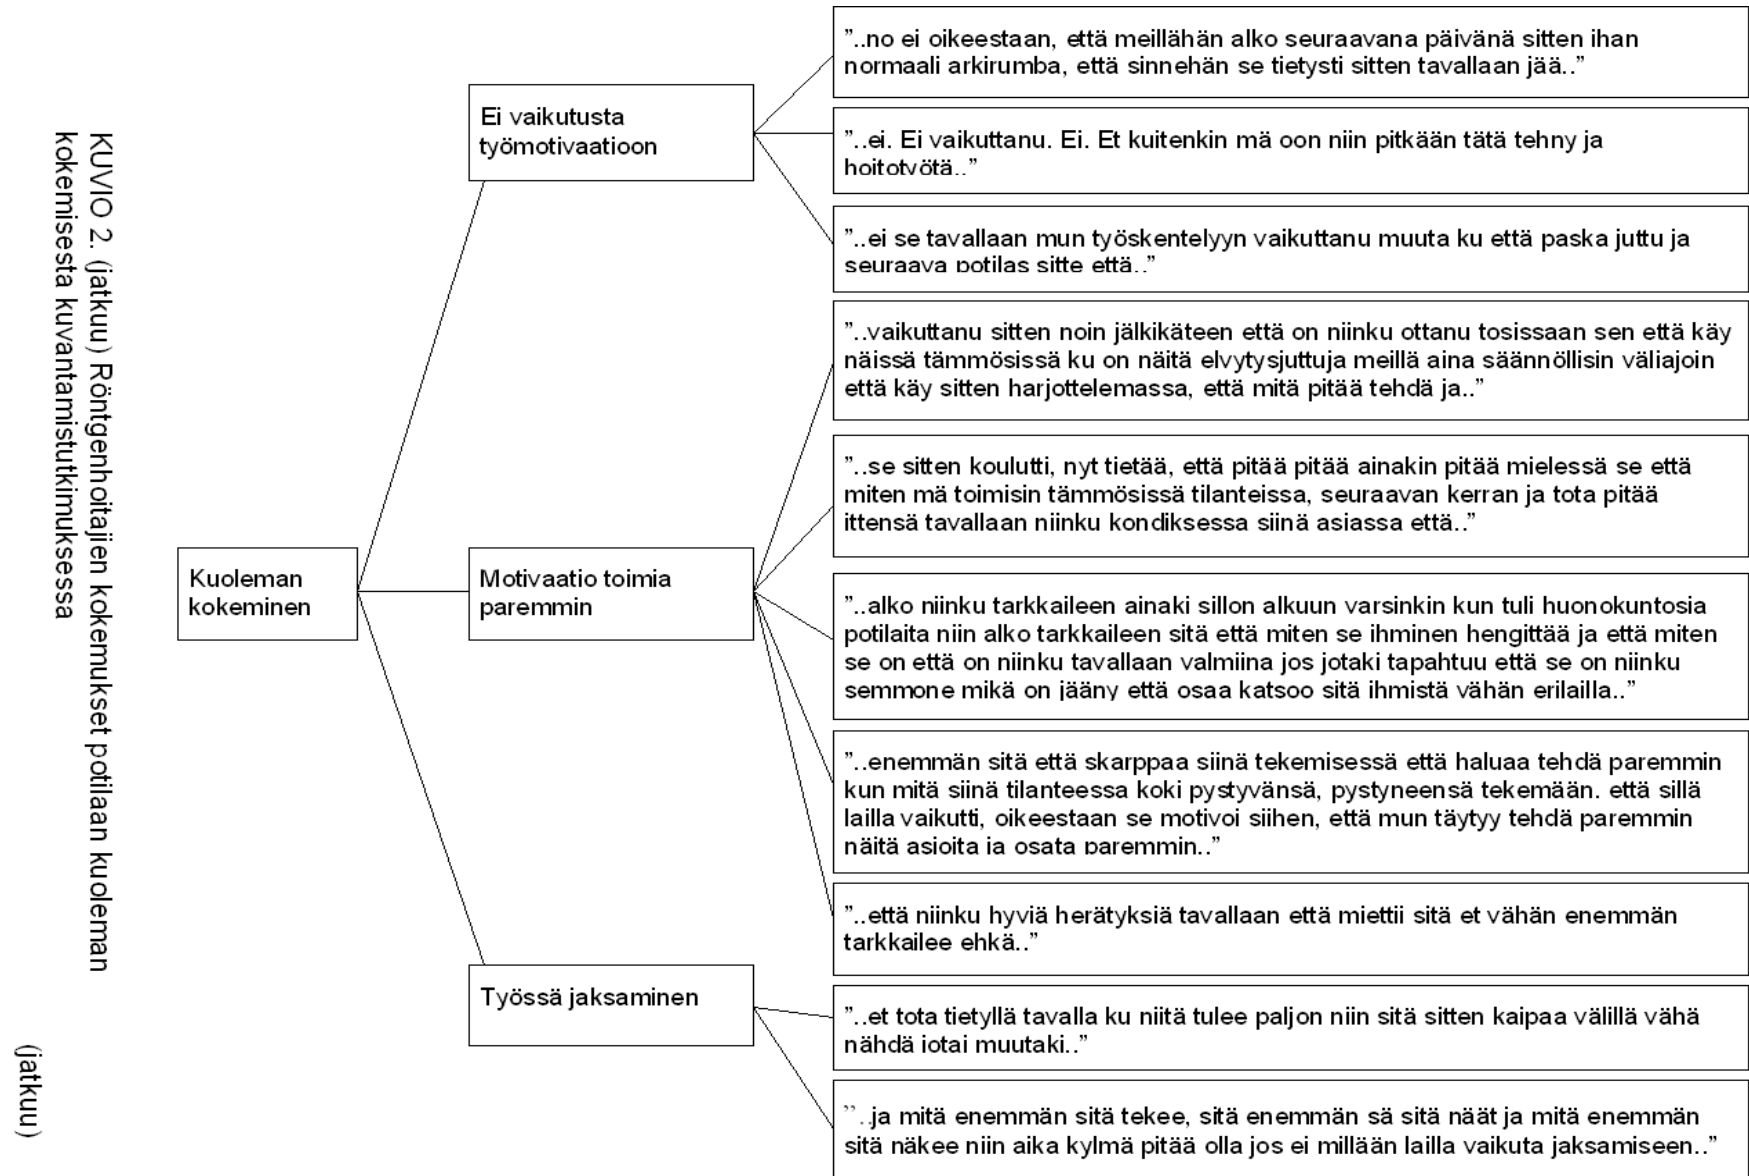 KUVIO 2. (jatkuu) Röntgenhoitajien kokemukset potilaan kuoleman
kokemisesta kuvantamistutkimuksessa
Kuoleman
kokeminen
Ei vaikutusta
työmotivaatioon
”..no ei oikeestaan, että meillähän alko seuraavana päivänä sitten ihan
normaali arkirumba, että sinnehän se tietysti sitten tavallaan jää..”
”..ei. Ei vaikuttanu. Ei. Et kuitenkin mä oon niin pitkään tätä tehny ja
hoitotyötä..”
”..ei se tavallaan mun työskentelyyn vaikuttanu muuta ku että paska juttu ja
seuraava potilas sitte että..”
Motivaatio toimia
paremmin
”..vaikuttanu sitten noin jälkikäteen että on niinku ottanu tosissaan sen että käy
näissä tämmösissä ku on näitä elvytysjuttuja meillä aina säännöllisin väliajoin
että käy sitten harjottelemassa, että mitä pitää tehdä ja..”
”..se sitten koulutti, nyt tietää, että pitää pitää ainakin pitää mielessä se että
miten mä toimisin tämmösissä tilanteissa, seuraavan kerran ja tota pitää
ittensä tavallaan niinku kondiksessa siinä asiassa että..”
”..alko niinku tarkkaileen ainaki sillon alkuun varsinkin kun tuli huonokuntosia
potilaita niin alko tarkkaileen sitä että miten se ihminen hengittää ja että miten
se on että on niinku tavallaan valmiina jos jotaki tapahtuu että se on niinku
semmone mikä on jääny että osaa katsoo sitä ihmistä vähän erilailla..”
”..enemmän sitä että skarppaa siinä tekemisessä että haluaa tehdä paremmin
kun mitä siinä tilanteessa koki pystyvänsä, pystyneensä tekemään. että sillä
lailla vaikutti, oikeestaan se motivoi siihen, että mun täytyy tehdä paremmin
näitä asioita ja osata paremmin..”
”..että niinku hyviä herätyksiä tavallaan että miettii sitä et vähän enemmän
tarkkailee ehkä..”
Työssä jaksaminen
”..et tota tietyllä tavalla ku niitä tulee paljon niin sitä sitten kaipaa välillä vähä
nähdä jotai muutaki..”
”..ja mitä enemmän sitä tekee, sitä enemmän sä sitä näät ja mitä enemmän
sitä näkee niin aika kylmä pitää olla jos ei millään lailla vaikuta jaksamiseen..”
(jatkuu)